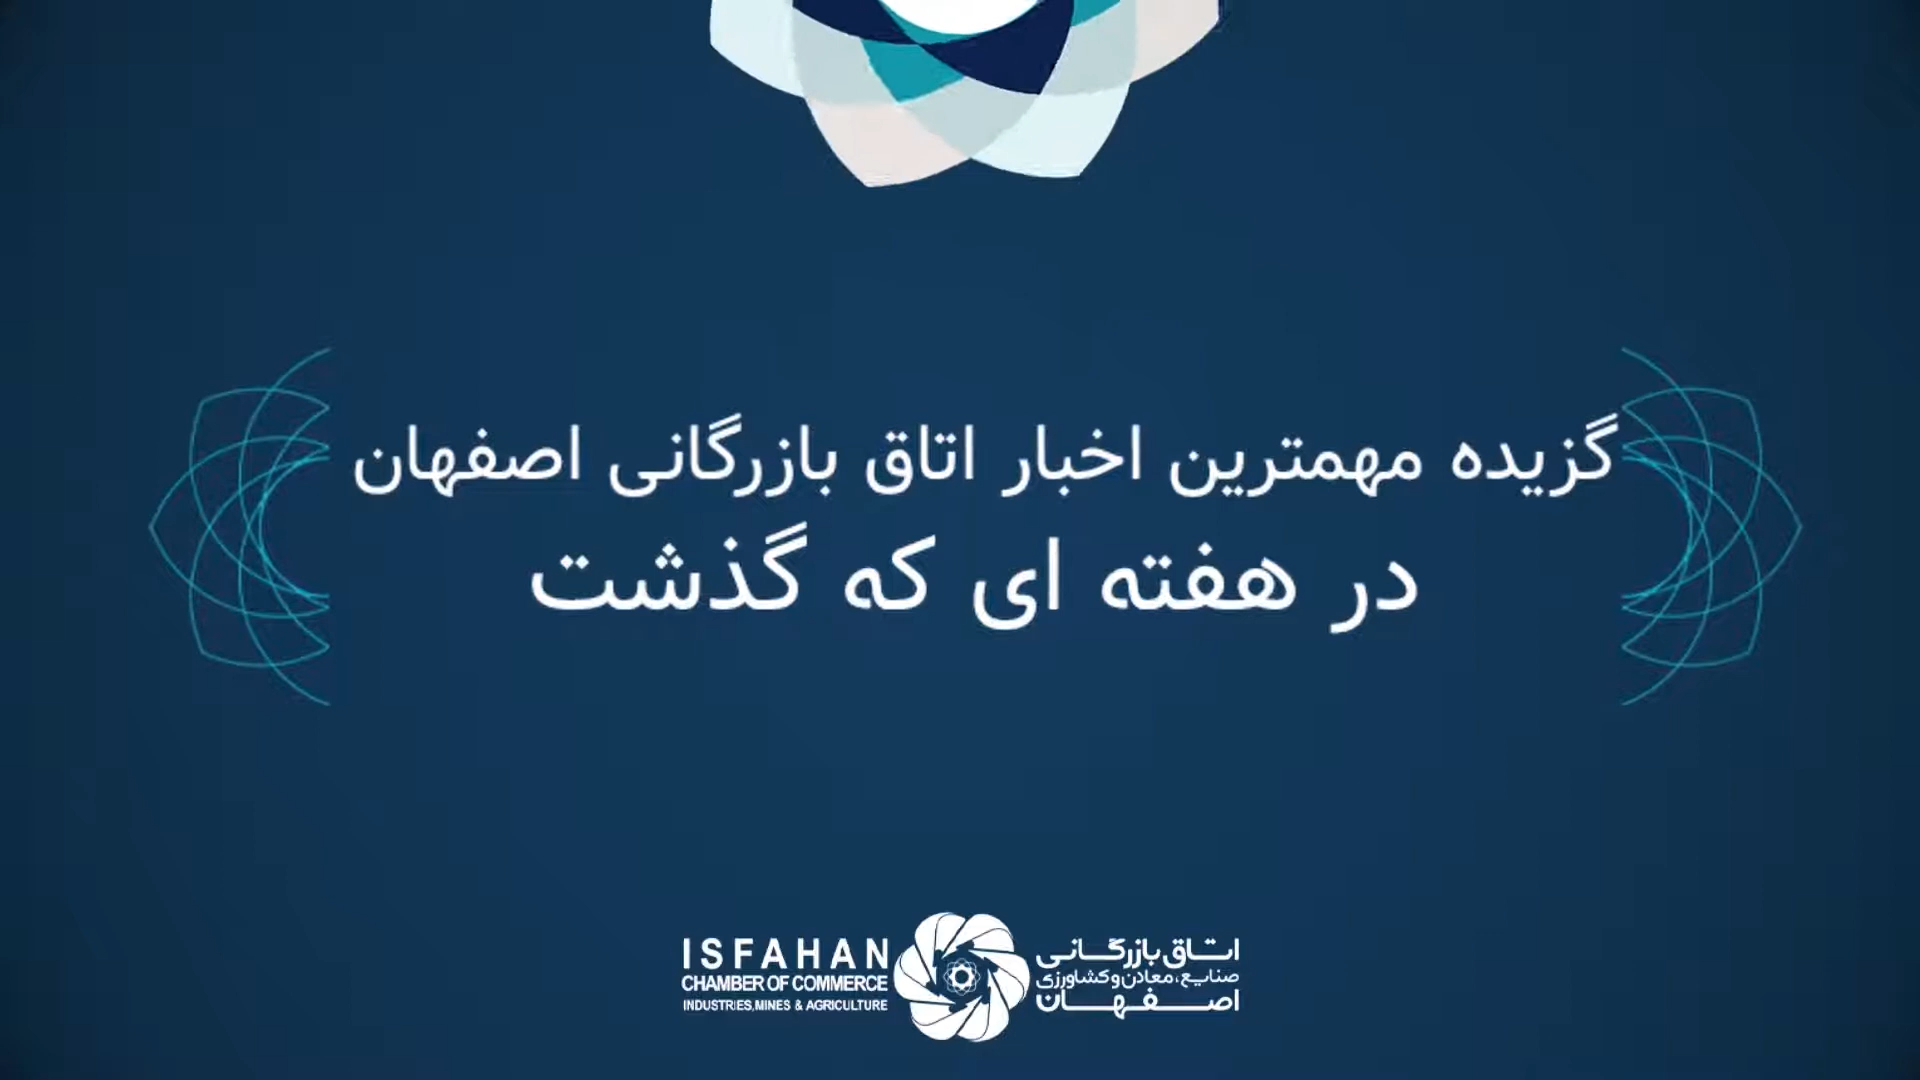 گزیده مهمترین اخبار اتاق بازرگانی اصفهان
در هفته ای که گذشت
ISFAHAN
CHAMBER OF COMMERCE
INDUSTRIES,MINES & AGRICULTURE
اتاق بازرگانی
صنایع، معادن و کشاورزی
اصفهان